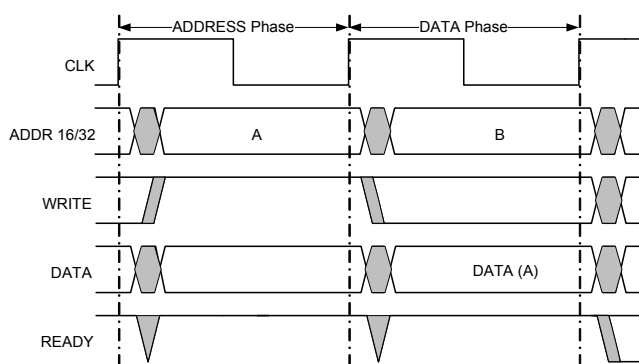 ADDRESS Phase DATA Phase
CLK
ADDR 16/32 A B
WRITE
DATA DATA (A)
READY